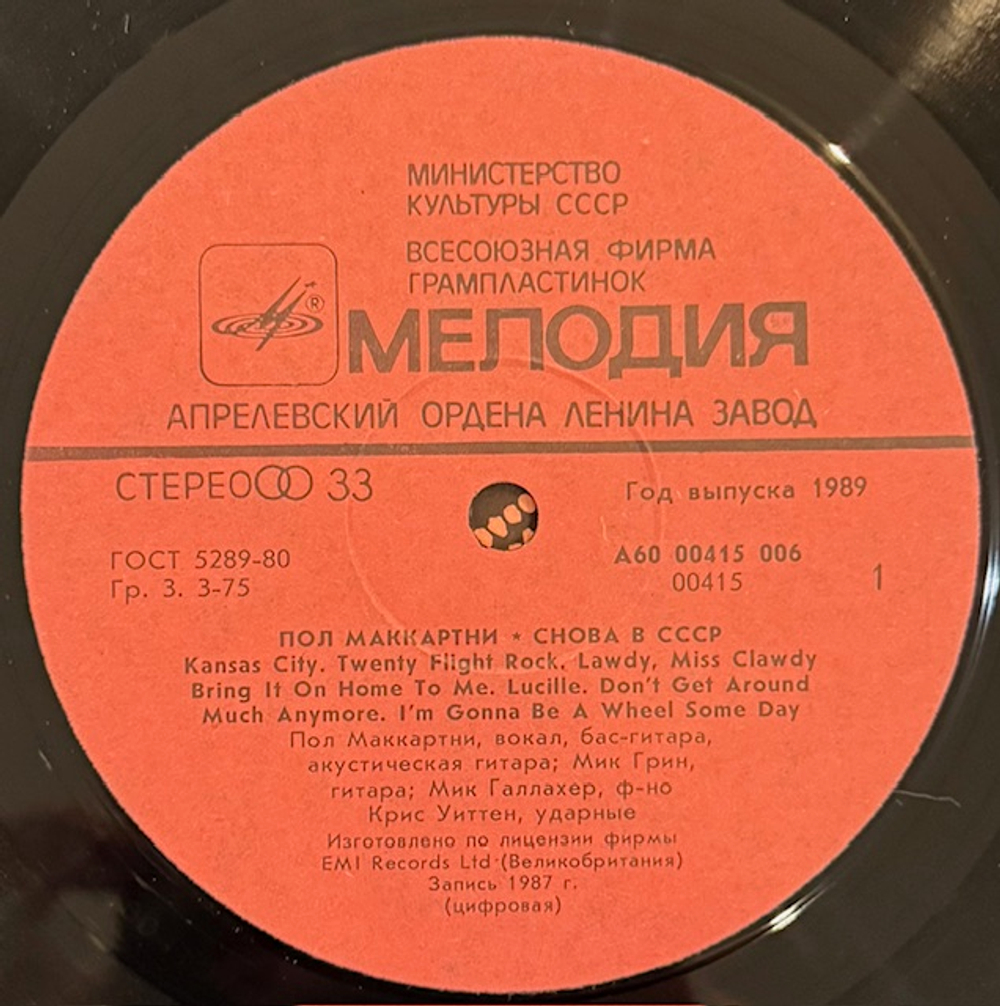 МИНИСТЕРСТВО
КУЛЬТУРЫ СССР
ВСЕСОЮЗНАЯ ФИРМА
ГРАМПЛАСТИНОК
®
МЕЛОДИЯ
АПРЕЛЕВСКИЙ ОРДЕНА ЛЕНИНА ЗАВОД
СТЕРЕО 33
Год выпуска 1989
ГОСТ 5289-80
Гр. 3. 3-75
А60 00415 006
00415
1
ПОЛ МАККАРТНИ ★ СНОВА В СССР
Kansas City. Twenty Flight Rock. Lawdy, Miss Clawdy
Bring It On Home To Me. Lucille. Don't Get Around
Much Anymore. I'm Gonna Be A Wheel Some Day
Пол Маккартни, вокал, бас-гитара,
акустическая гитара; Мик Грин,
гитара; Мик Галлахер, ф-но
Крис Уиттен, ударные
Изготовлено по лицензии фирмы
EMI Records Ltd (Великобритания)
Запись 1987 г.
(цифровая)